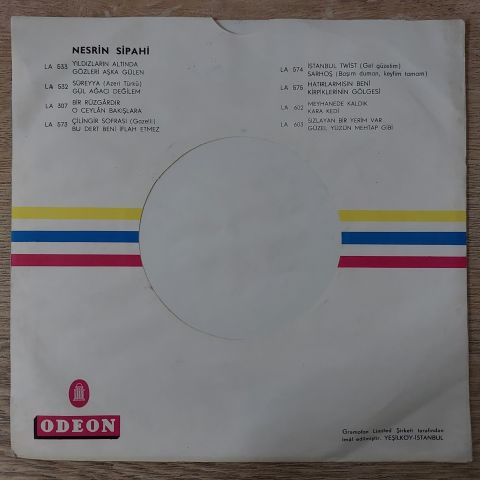 NESRİN SİPAHİ
LA 533 YILDIZLARIN ALTINDA
GÖZLERİ AŞKA GÜLEN
LA 532 SÜREYYA (Azeri Türkü)
GÜL AĞACI DEĞİLEM
LA 307 BİR RÜZGÂRDIR
O CEYLÂN BAKIŞLARA
LA 573 ÇİLİNGİR SOFRASI (Gazelli)
BU DERT BENİ İFLAH ETMEZ
LA 574 İSTANBUL TWİST (Gel güzelim)
SARHOŞ (Başım duman, keyfim tamam)
LA 575 HATIRLARMISIN BENİ
KİRPİKLERİNİN GÖLGESİ
LA 602 MEYHANEDE KALDIK
KARA KEDİ
LA 603 SIZLAYAN BİR YERİM VAR
GÜZEL YÜZÜN MEHTAP GİBİ
ODEON
Gramofon Limited Şirketi tarafından
imâl edilmiştir. YEŞİLKÖY-İSTANBUL